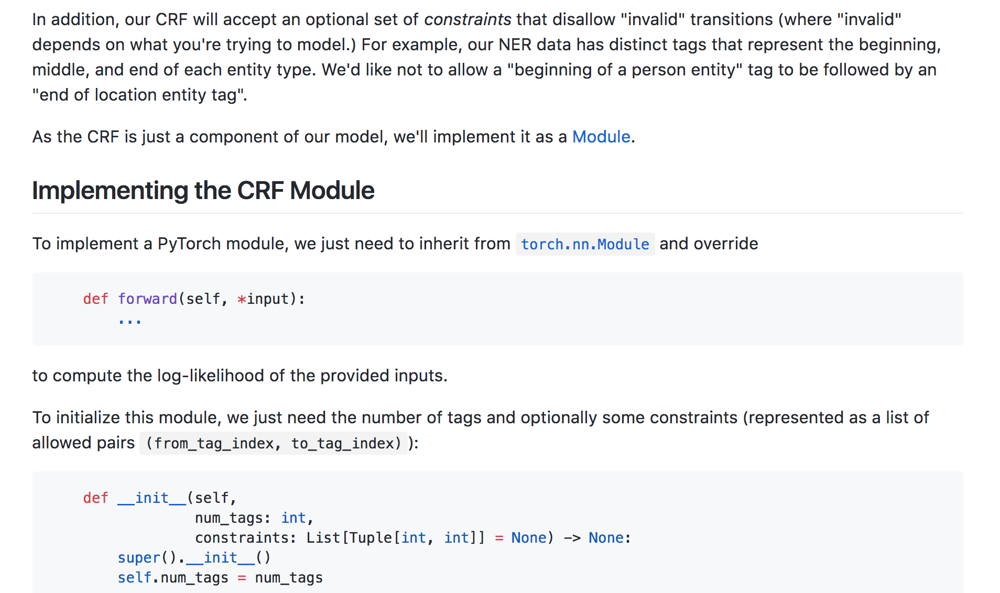 In addition, our CRF will accept an optional set of constraints that disallow "invalid" transitions (where "invalid"
depends on what you're trying to model.) For example, our NER data has distinct tags that represent the beginning,
middle, and end of each entity type. We'd like not to allow a "beginning of a person entity" tag to be followed by an
"end of location entity tag".
As the CRF is just a component of our model, we'll implement it as a Module.
Implementing the CRF Module
To implement a PyTorch module, we just need to inherit from torch.nn.Module and override
def forward(self, *input):
...
to compute the log-likelihood of the provided inputs.
To initialize this module, we just need the number of tags and optionally some constraints (represented as a list of
allowed pairs (from_tag_index, to_tag_index) ):
def __init__(self,
num_tags: int,
constraints: List[Tuple[int, int]] = None) -> None:
super().__init__()
self.num_tags = num_tags